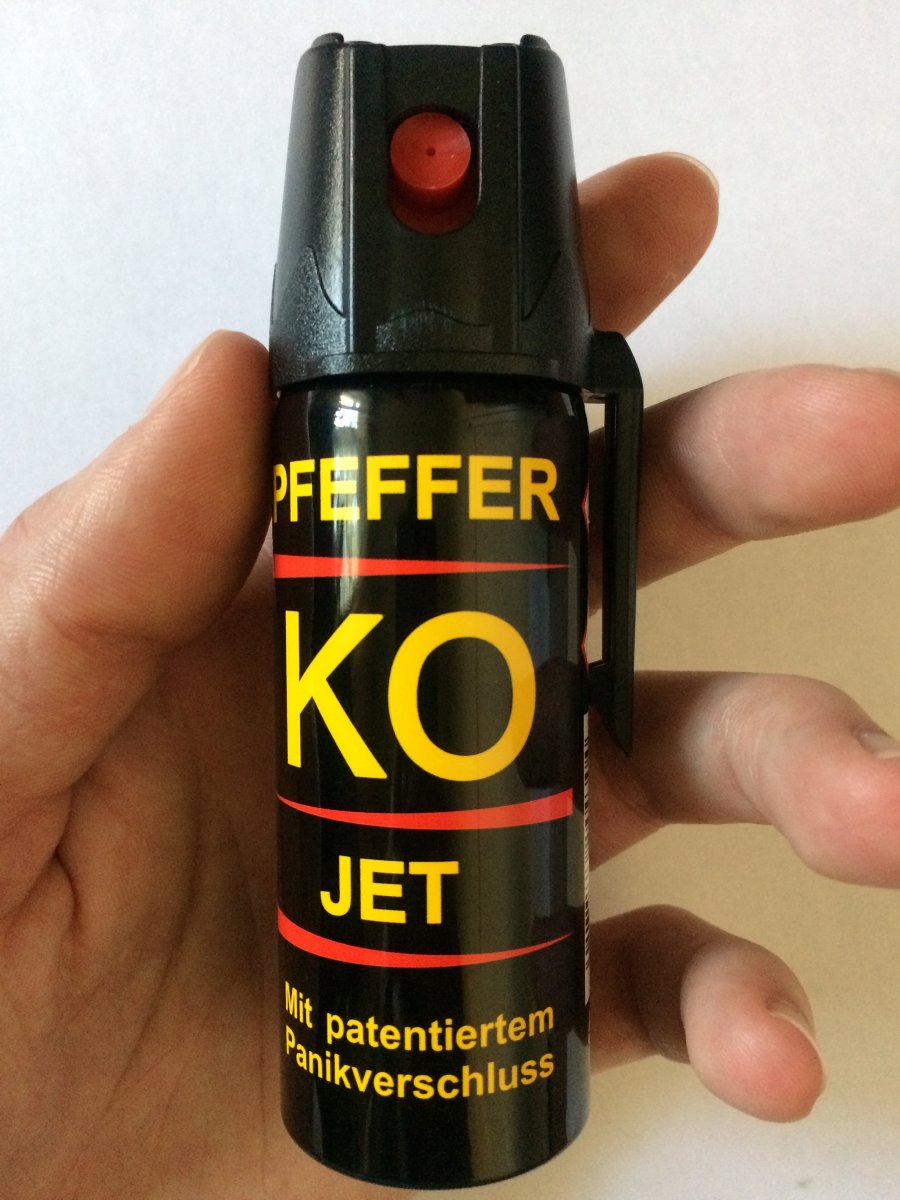 PFEFFER
KO
JET
Mit patentiertem
Panikverschluss